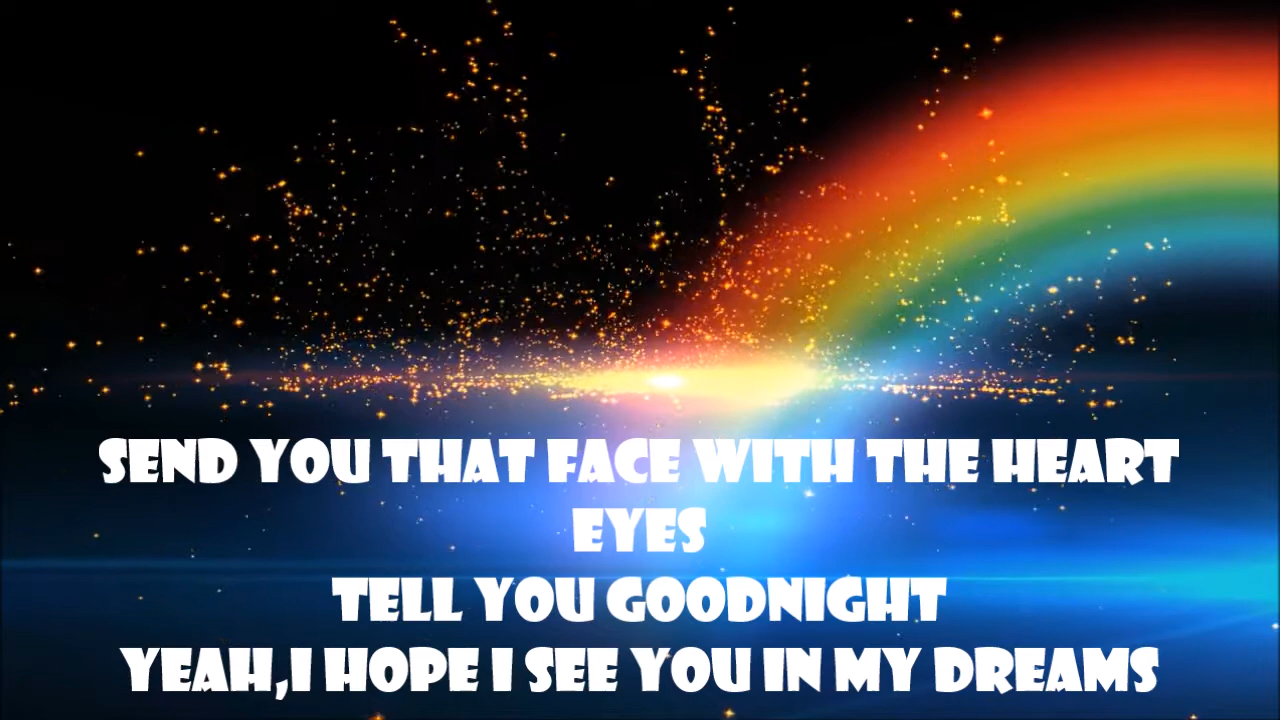 SEND YOU THAT FACE WITH THE HEART
EYES
TELL YOU GOODNIGHT
YEAH,I HOPE I SEE YOU IN MY DREAMS